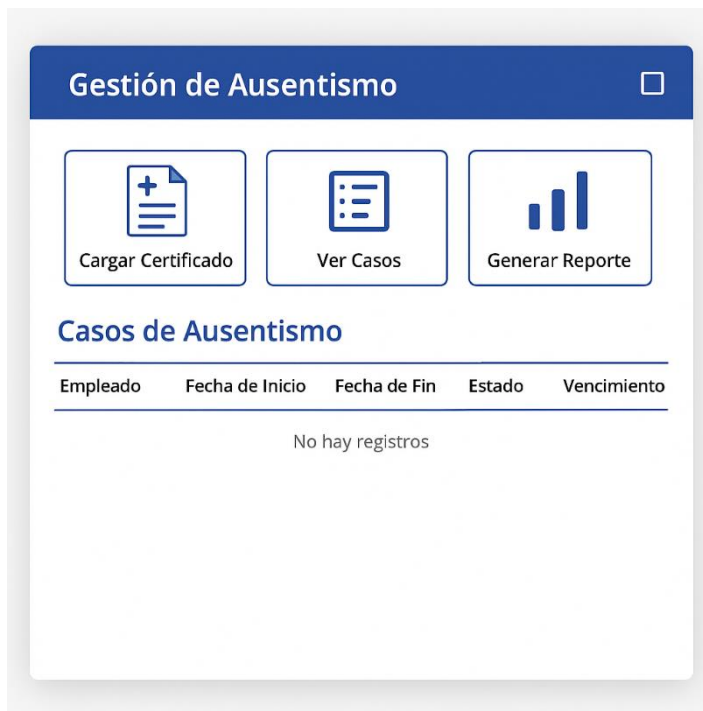 Gestión de Ausentismo
Cargar Certificado
Ver Casos
Generar Reporte
Casos de Ausentismo
Empleado Fecha de Inicio Fecha de Fin Estado Vencimiento
No hay registros